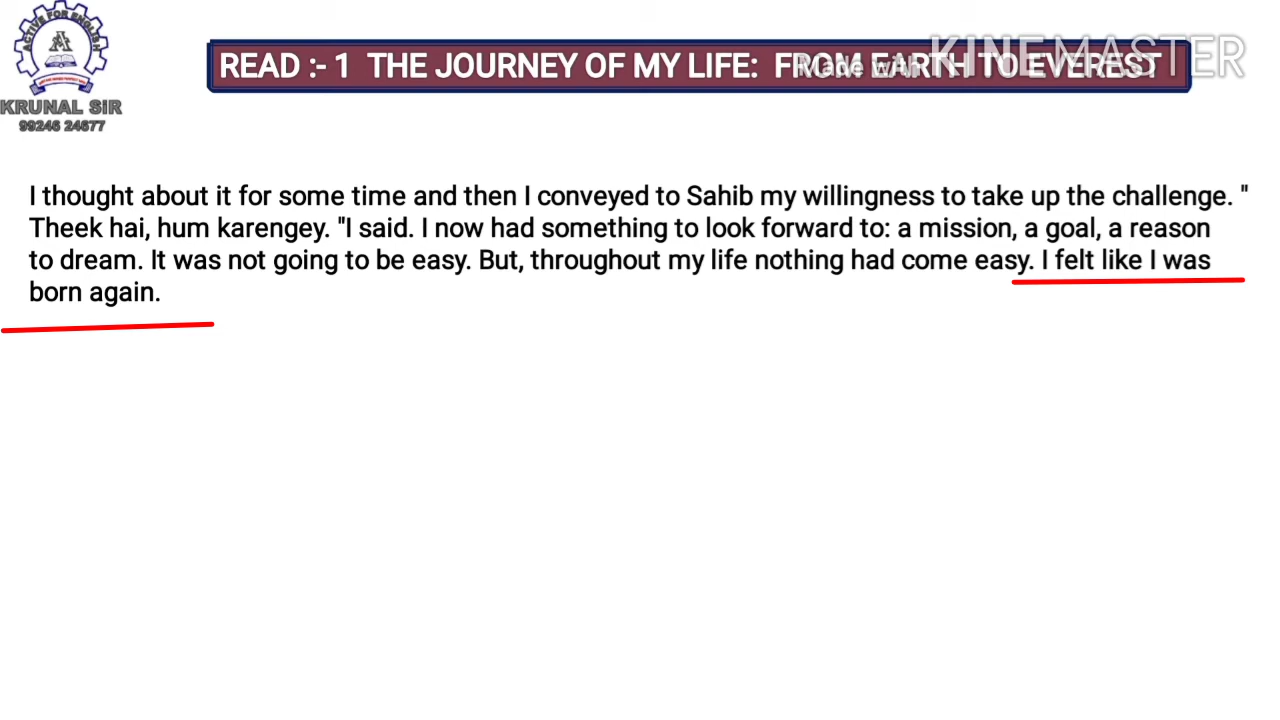 ACTIVE FOR ENGLISH
KRUNAL SIR
99246 24677
READ :- 1 THE JOURNEY OF MY LIFE: FROM EARTH TO EVEREST
Made with KINEMASTER
I thought about it for some time and then I conveyed to Sahib my willingness to take up the challenge. "
Theek hai, hum karengey. "I said. I now had something to look forward to: a mission, a goal, a reason
to dream. It was not going to be easy. But, throughout my life nothing had come easy. I felt like I was
born again.